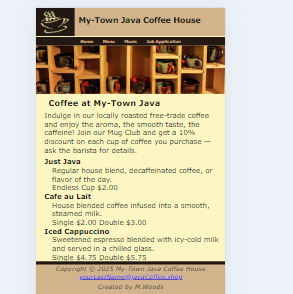 My-Town Java Coffee House
Home Menu Music Job Application
Coffee at My-Town Java
Indulge in our locally roasted free-trade coffee
and enjoy the aroma, the smooth taste, the
caffeine! Join our Mug Club and get a 10%
discount on each cup of coffee you purchase —
ask the barista for details.
Just Java
Regular house blend, decaffeinated coffee, or
flavor of the day.
Endless Cup $2.00
Cafe au Lait
House blended coffee infused into a smooth,
steamed milk.
Single $2.00 Double $3.00
Iced Cappuccino
Sweetened espresso blended with icy-cold milk
and served in a chilled glass.
Single $4.75 Double $5.75
Copyright © 2025 My-Town Java Coffee House
yourLastName@javaCoffee.shop
Created by M.Woods